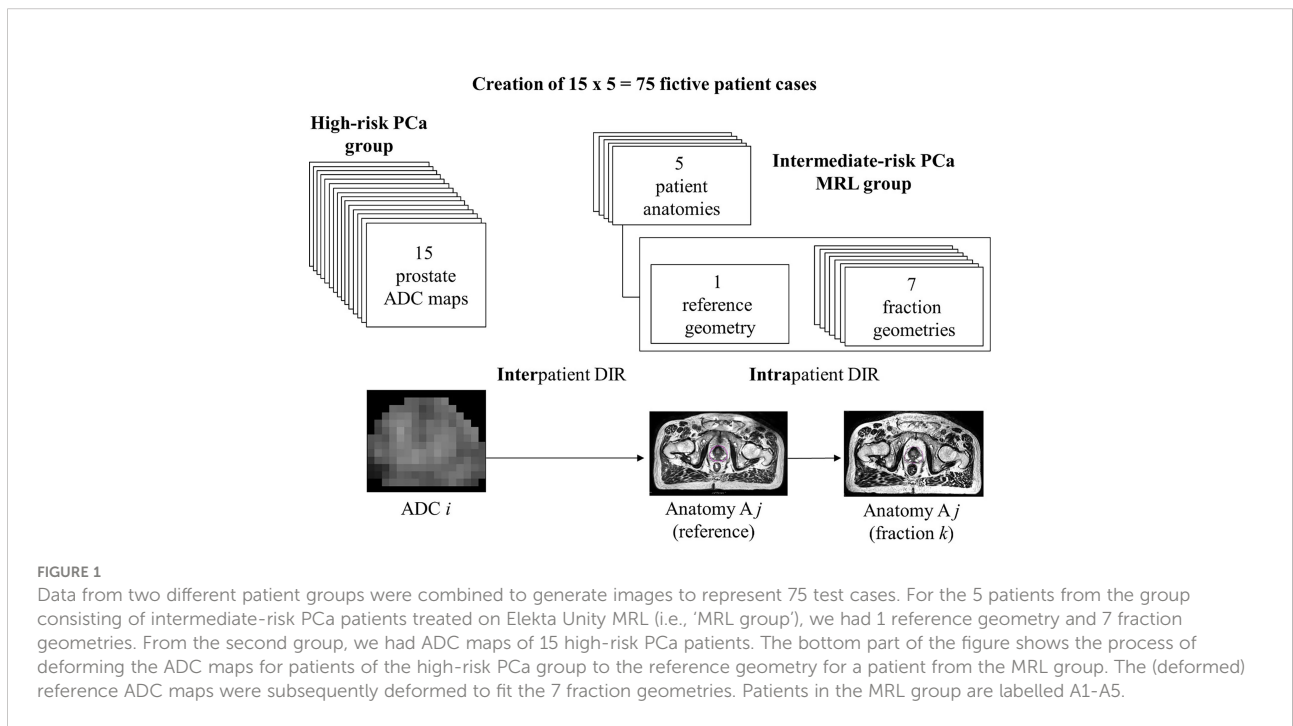 Creation of 15 x 5 = 75 fictive patient cases
High-risk PCa
group
15
prostate
ADC maps
5
patient
anatomies
Intermediate-risk PCa
MRL group
1
reference
geometry
7
fraction
geometries
Interpatient DIR
Intrapatient DIR
ADC i
Anatomy A j
(reference)
Anatomy A j
(fraction k)
FIGURE 1
Data from two different patient groups were combined to generate images to represent 75 test cases. For the 5 patients from the group
consisting of intermediate-risk PCa patients treated on Elekta Unity MRL (i.e., ‘MRL group’), we had 1 reference geometry and 7 fraction
geometries. From the second group, we had ADC maps of 15 high-risk PCa patients. The bottom part of the figure shows the process of
deforming the ADC maps for patients of the high-risk PCa group to the reference geometry for a patient from the MRL group. The (deformed)
reference ADC maps were subsequently deformed to fit the 7 fraction geometries. Patients in the MRL group are labelled A1-A5.